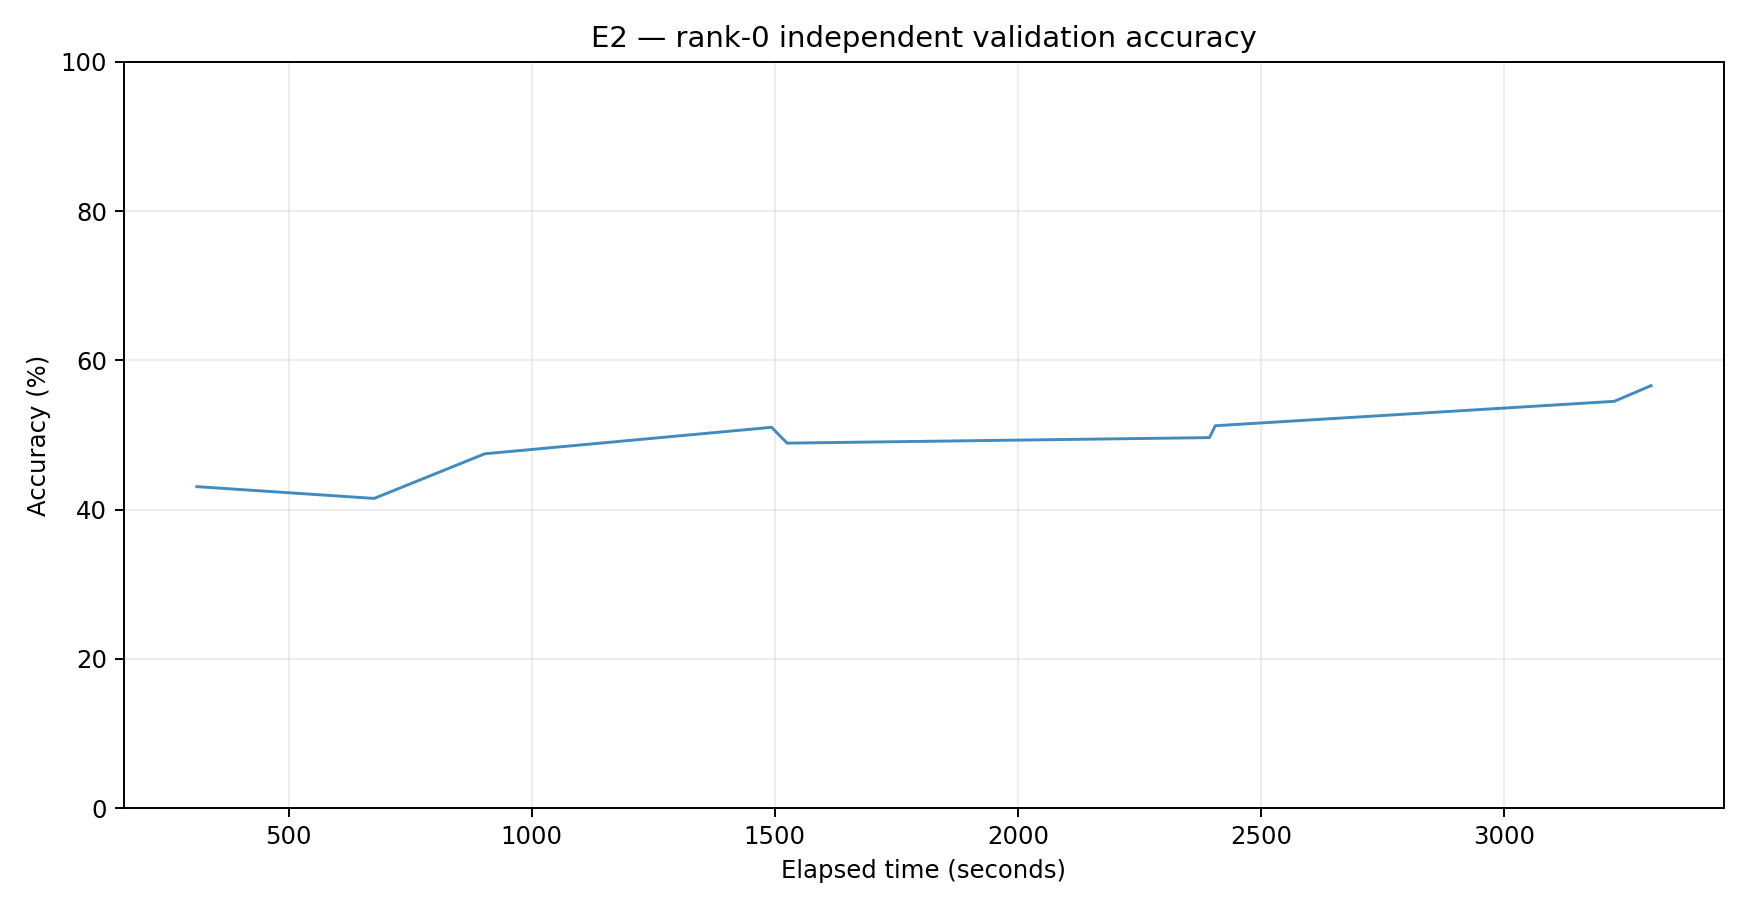 E2 — rank-0 independent validation accuracy
100
80
60
40
20
0
Accuracy (%)
500 1000 1500 2000 2500 3000
Elapsed time (seconds)